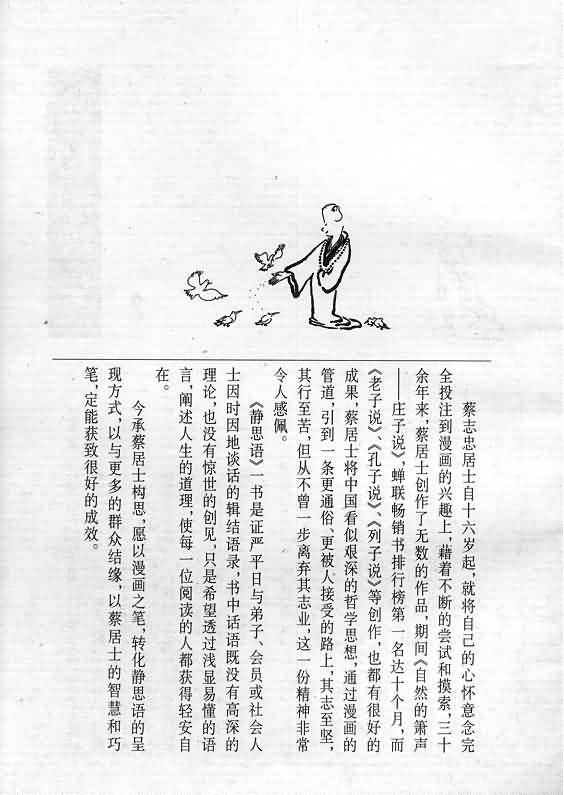 蔡志忠居士自十六岁起，就将自己的心怀意念完
全投注到漫画的兴趣上，藉着不断的尝试和摸索，三十
余年来，蔡居士创作了无数的作品，期间《自然的箫声
——庄子说》，蝉联畅销书排行榜第一名达十个月，而
《老子说》、《孔子说》、《列子说》等创作，也都有很好的
成果，蔡居士将中国看似艰深的哲学思想，通过漫画的
管道，引到一条更通俗、更被人接受的路上，其志至坚，
其行至苦，但从不曾一步离弃其志业，这一份精神非常
令人感佩。
《静思语》一书是证严平日与弟子、会员或社会人
士因时因地谈话的辑结语录，书中话语既没有高深的
理论，也没有惊世的创见，只是希望透过浅显易懂的语
言，阐述人生的道理，使每一位阅读的人都获得轻安自
在。
今承蔡居士构思，愿以漫画之笔，转化静思语的呈
现方式，以与更多的群众结缘，以蔡居士的智慧和巧
笔，定能获致很好的成效。